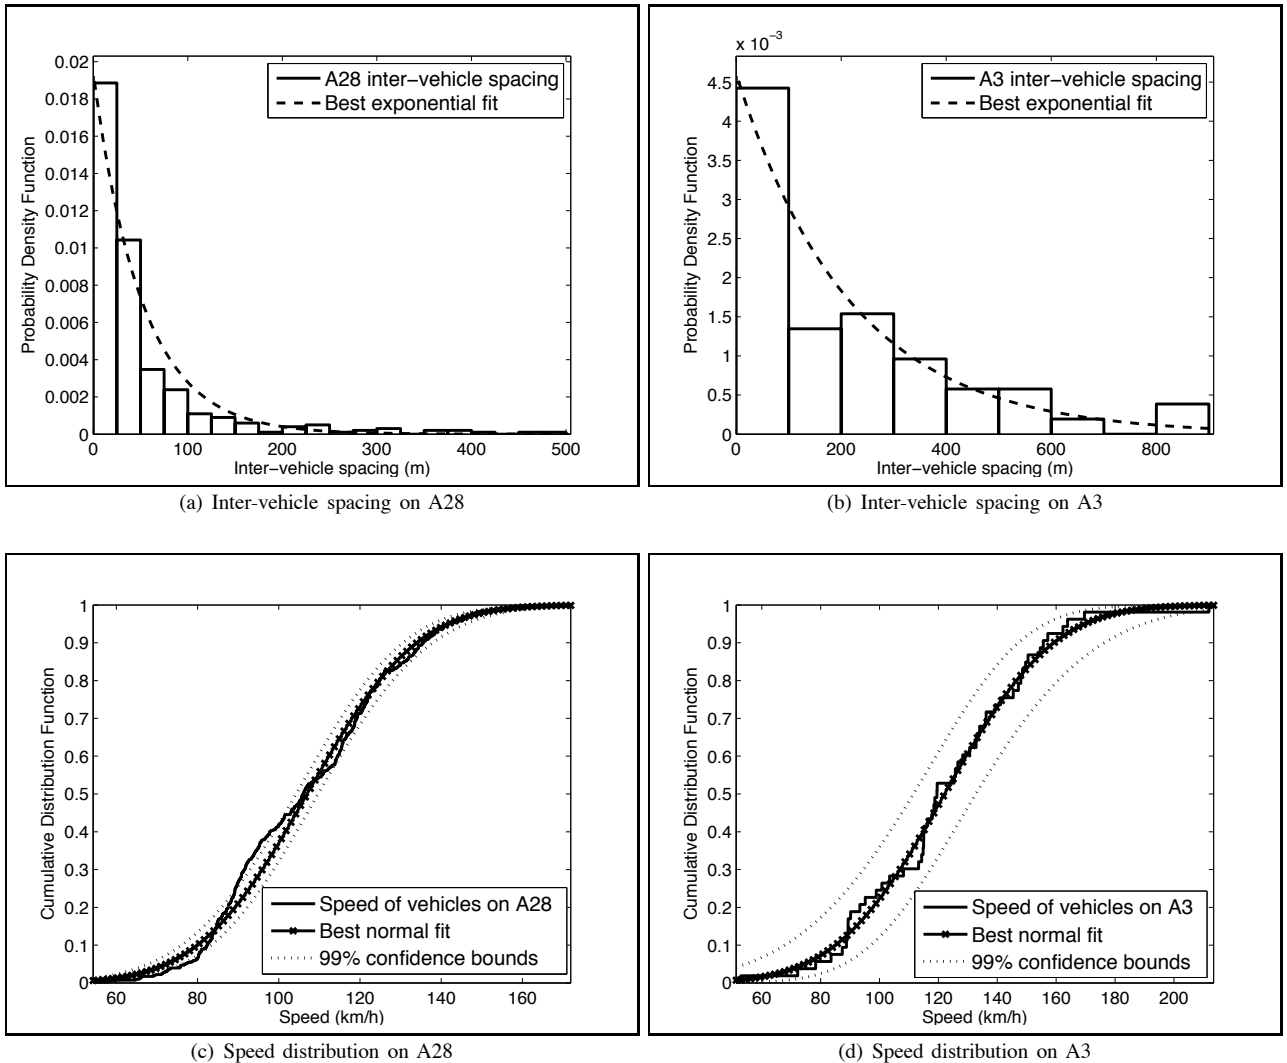 0.02
0.018
0.016
0.014
0.012
0.01
0.008
0.006
0.004
0.002
0
Probability Density Function
A28 inter−vehicle spacing
Best exponential fit
0 100 200 300 400 500
Inter−vehicle spacing (m)
(a) Inter-vehicle spacing on A28
x 10−3
4.5
4
3.5
3
2.5
2
1.5
1
0.5
0
Probability Density Function
A3 inter−vehicle spacing
Best exponential fit
0 200 400 600 800
Inter−vehicle spacing (m)
(b) Inter-vehicle spacing on A3
1
0.9
0.8
0.7
0.6
0.5
0.4
0.3
0.2
0.1
0
Cumulative Distribution Function
Speed of vehicles on A28
Best normal fit
99% confidence bounds
60 80 100 120 140 160
Speed (km/h)
(c) Speed distribution on A28
1
0.9
0.8
0.7
0.6
0.5
0.4
0.3
0.2
0.1
0
Cumulative Distribution Function
Speed of vehicles on A3
Best normal fit
99% confidence bounds
60 80 100 120 140 160 180 200
Speed (km/h)
(d) Speed distribution on A3